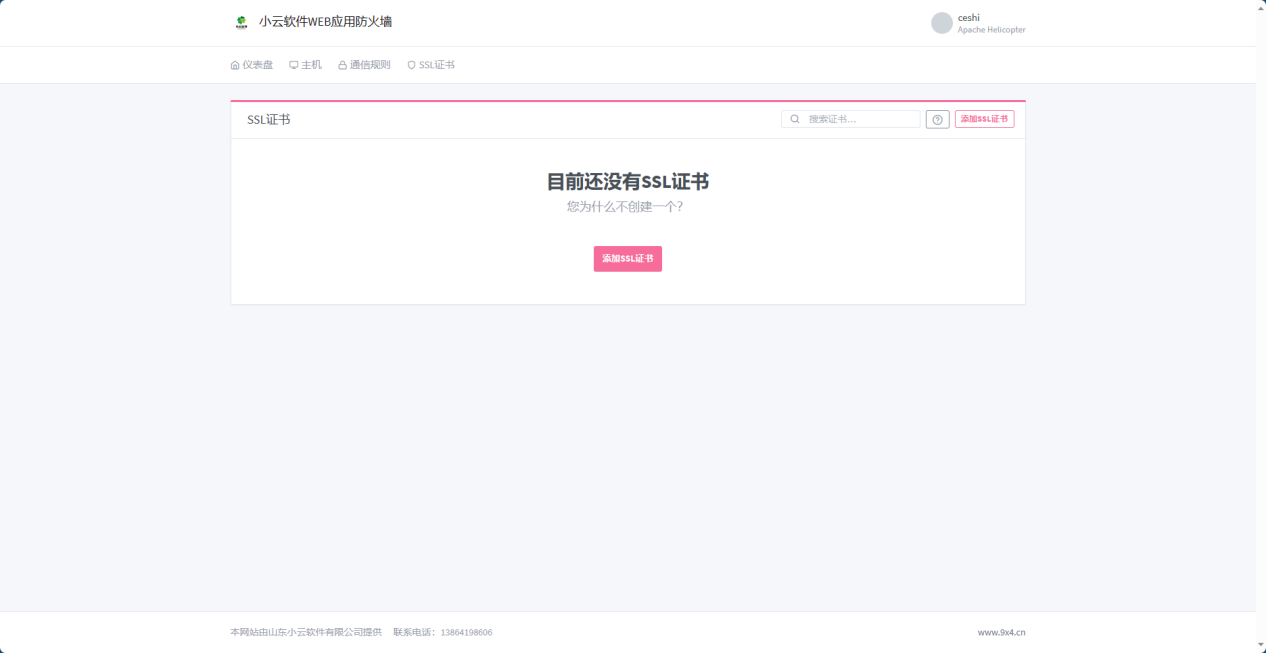 小云软件WEB应用防火墙
ceshi
Apache Helicopter
仪表盘 主机 通信规则 SSL证书
SSL证书 搜索证书... 添加SSL证书
目前还没有SSL证书
您为什么不创建一个?
添加SSL证书
本网站由山东小云软件有限公司提供 联系电话：13864198606 www.9x4.cn